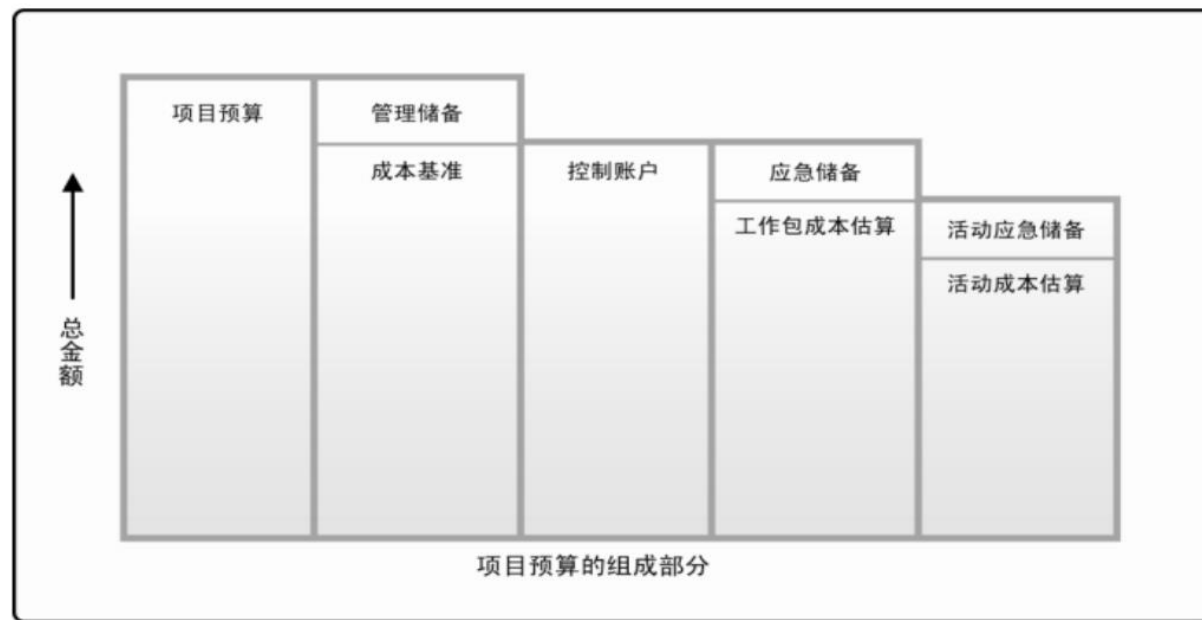 项目预算
管理储备
成本基准
控制账户
应急储备
工作包成本估算
活动应急储备
活动成本估算
总金额
项目预算的组成部分